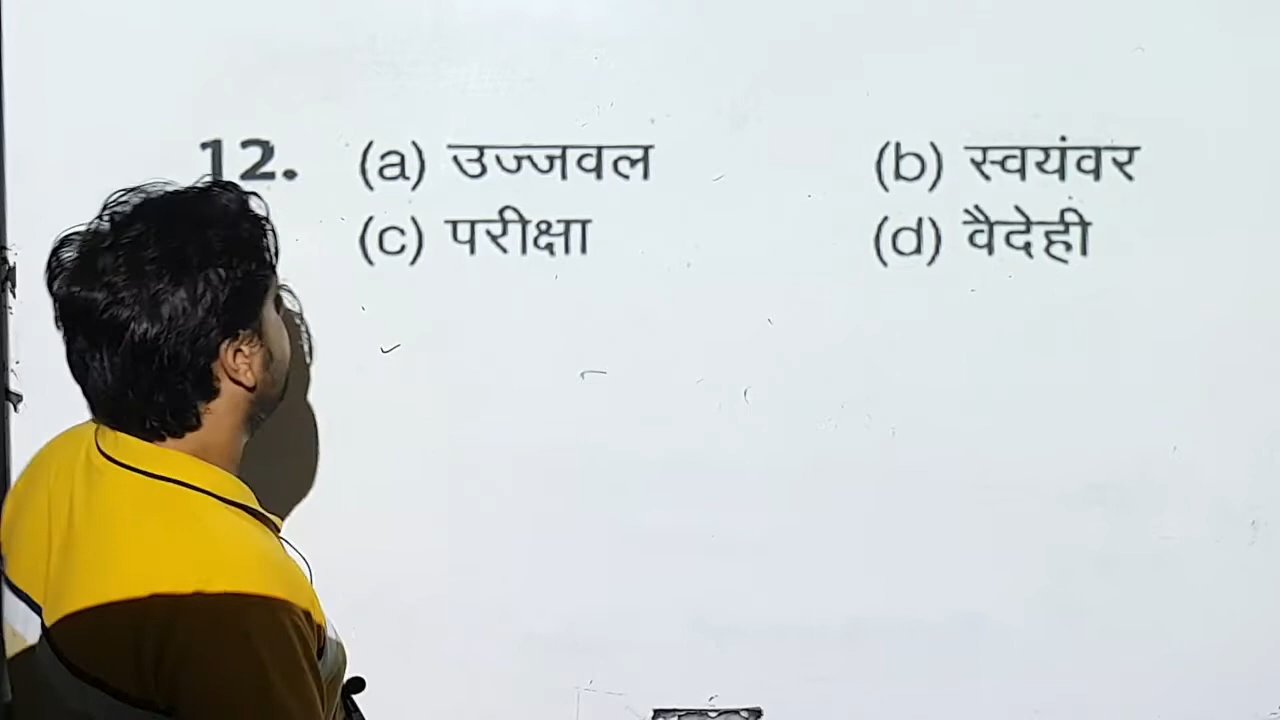 12. (a) उज्जवल (b) स्वयंवर
(c) परीक्षा (d) वैदेही